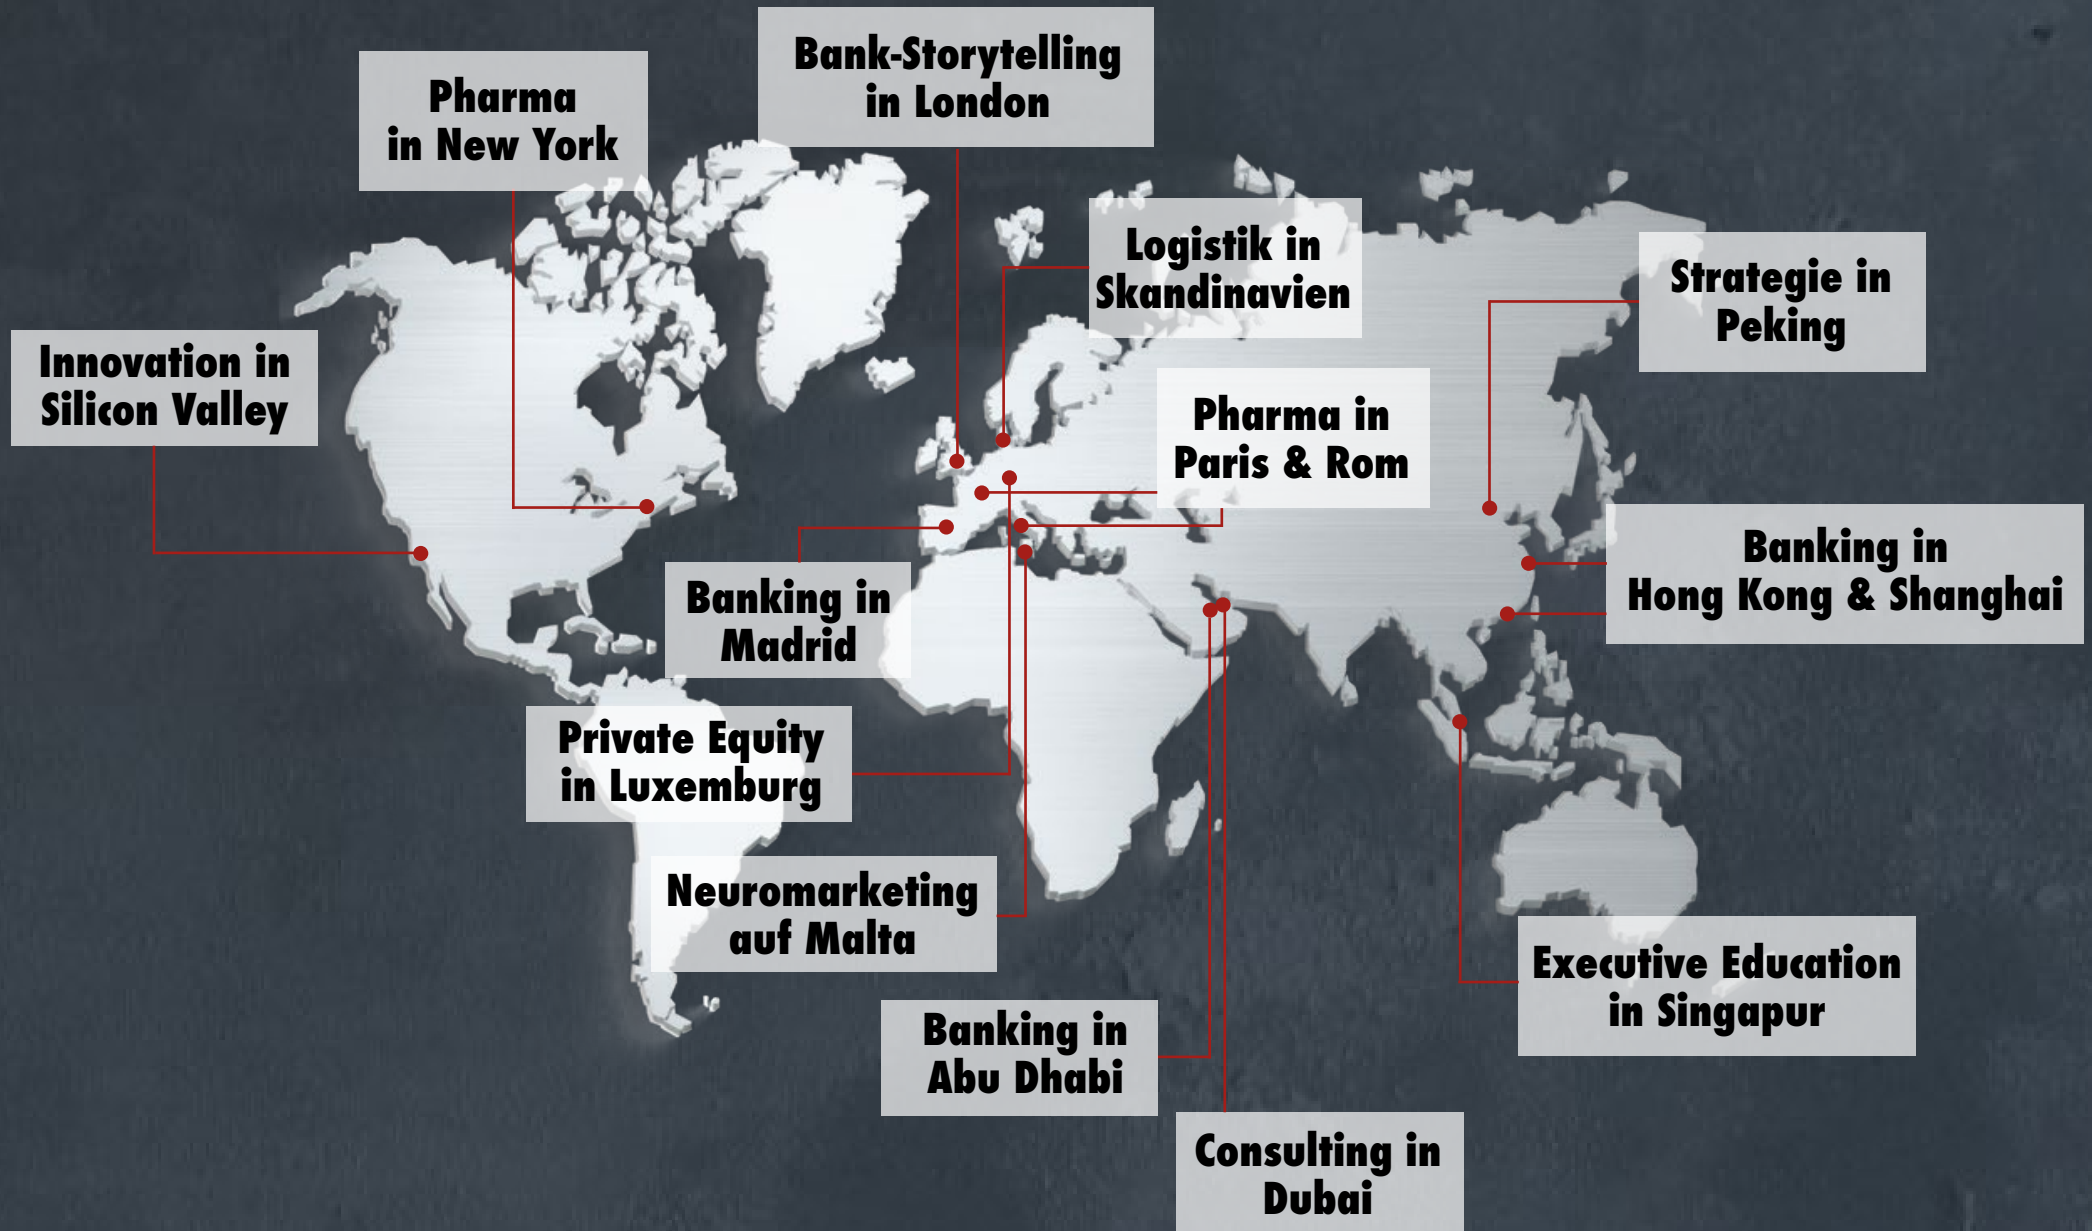 Bank-Storytelling
in London
Pharma
in New York
Logistik in
Skandinavien
Strategie in
Peking
Innovation in
Silicon Valley
Pharma in
Paris & Rom
Banking in
Hong Kong & Shanghai
Banking in
Madrid
Private Equity
in Luxemburg
Neuromarketing
auf Malta
Executive Education
in Singapur
Banking in
Abu Dhabi
Consulting in
Dubai